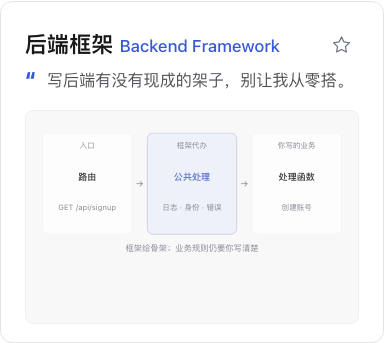 后端框架 Backend Framework
“ 写后端有没有现成的架子，别让我从零搭。
入口
路由
GET /api/signup
→
框架代办
公共处理
日志 · 身份 · 错误
→
你写的业务
处理函数
创建账号
框架给骨架；业务规则仍要你写清楚